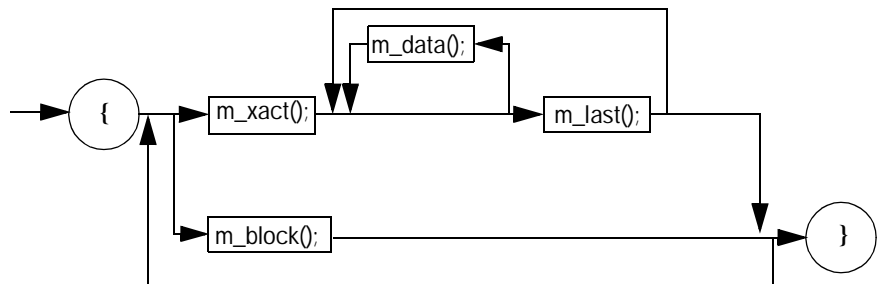 m_data();
{
m_xact();
m_last();
m_block();
}